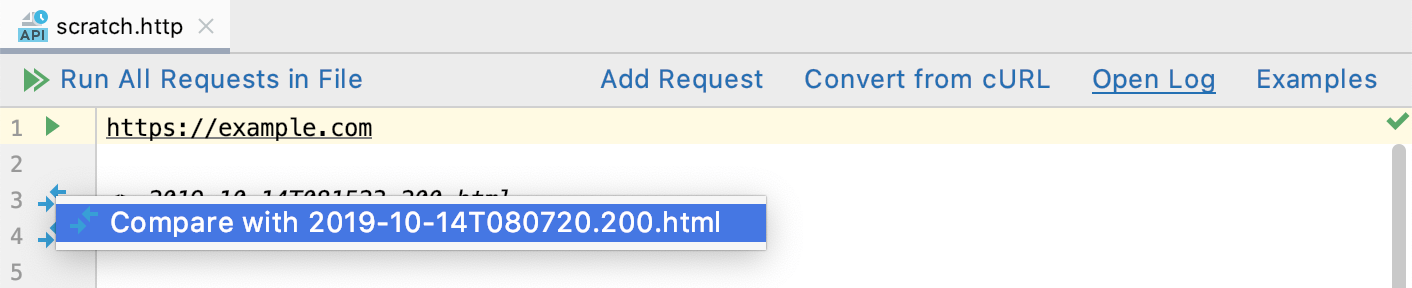 API scratch.http
Run All Requests in File Add Request Convert from cURL Open Log Examples
1 https://example.com
2
3
Compare with 2019-10-14T080720.200.html
4
5